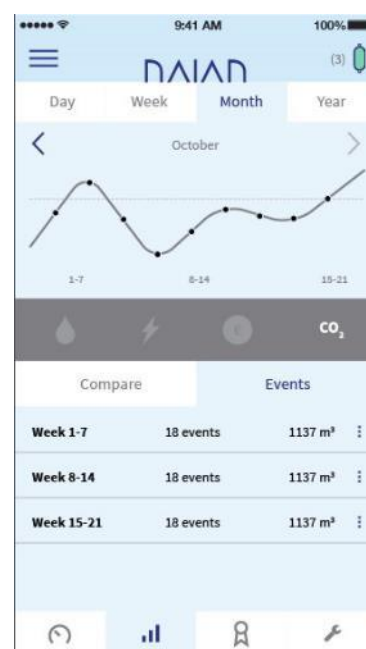 9:41 AM 100%
NAIAN (3)
Day Week Month Year
October
1-7 8-14 15-21
€ CO₂
Compare Events
Week 1-7 18 events 1137 m³
Week 8-14 18 events 1137 m³
Week 15-21 18 events 1137 m³